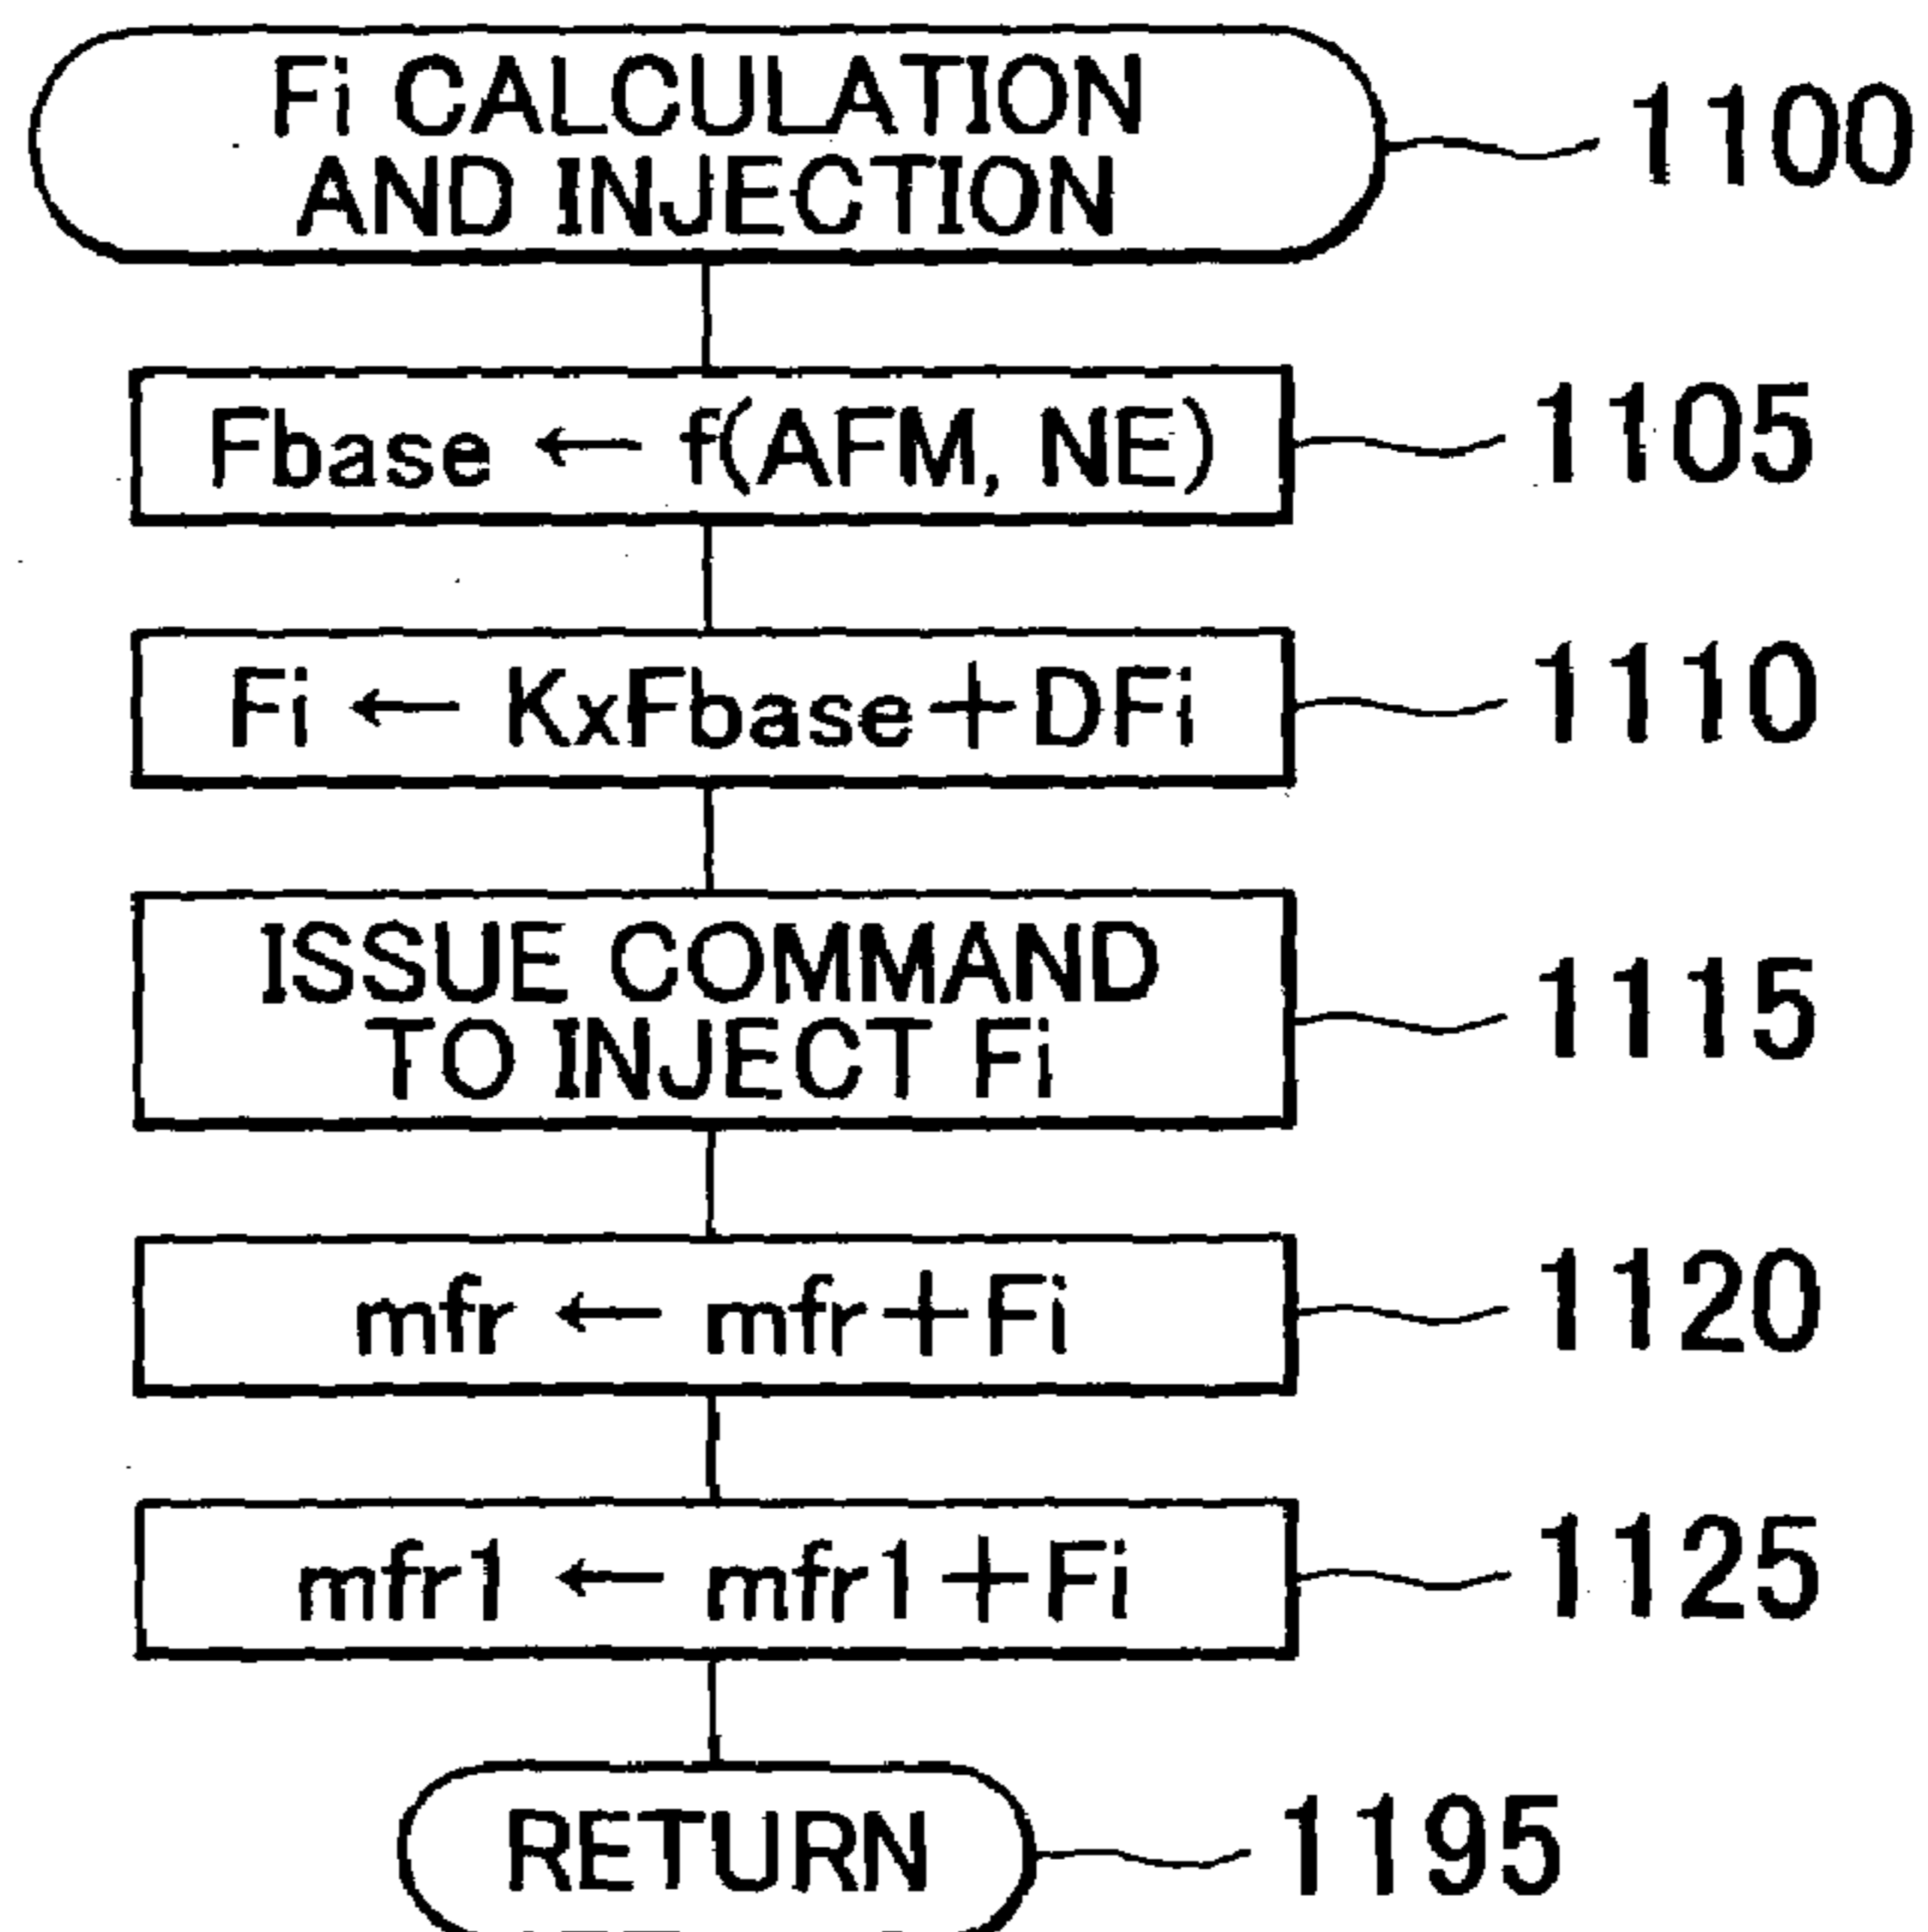 Fi CALCULATION
AND INJECTION
1100
Fbase ← f(AFM, NE)
1105
Fi ← KxFbase+DFi
1110
ISSUE COMMAND
TO INJECT Fi
1115
mfr ← mfr+Fi
1120
mfr1 ← mfr1+Fi
1125
RETURN
1195